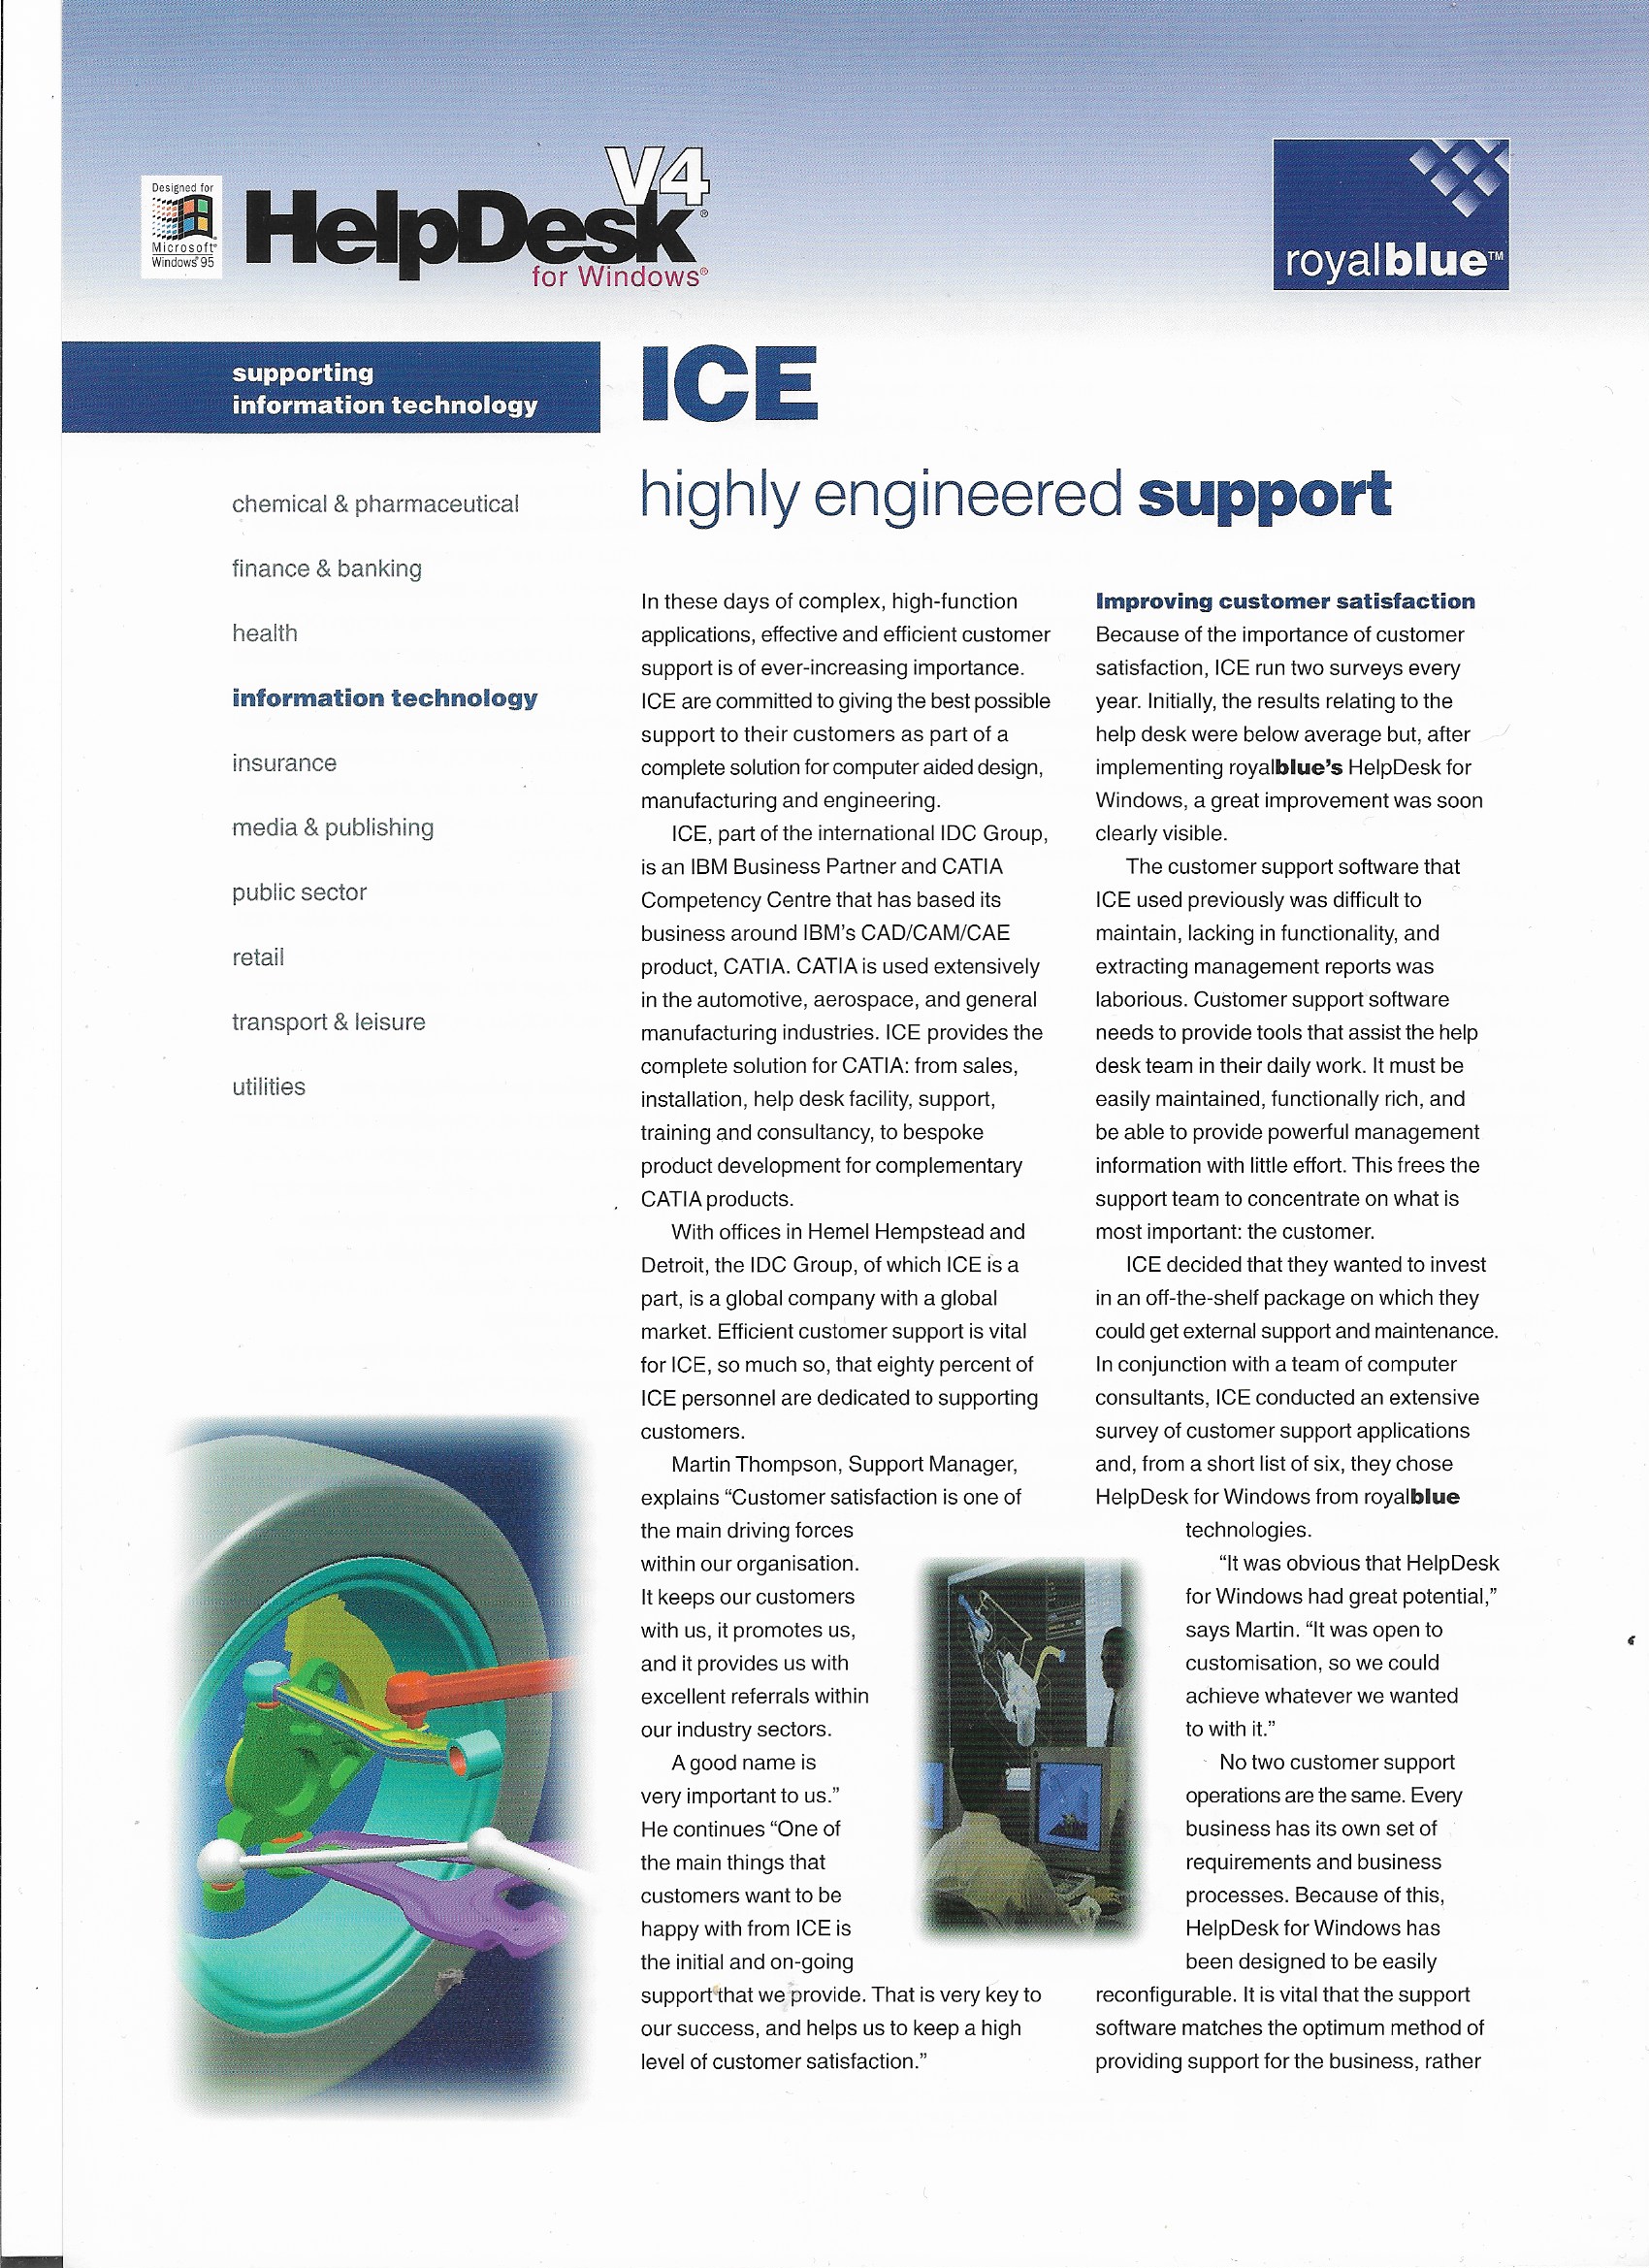 Designed for
Microsoft®
Windows®95
V4
HelpDesk®
for Windows®
royalblue™
supporting
information technology
chemical & pharmaceutical
finance & banking
health
information technology
insurance
media & publishing
public sector
retail
transport & leisure
utilities
ICE
highly engineered support
In these days of complex, high-function
applications, effective and efficient customer
support is of ever-increasing importance.
ICE are committed to giving the best possible
support to their customers as part of a
complete solution for computer aided design,
manufacturing and engineering.
ICE, part of the international IDC Group,
is an IBM Business Partner and CATIA
Competency Centre that has based its
business around IBM's CAD/CAM/CAE
product, CATIA. CATIA is used extensively
in the automotive, aerospace, and general
manufacturing industries. ICE provides the
complete solution for CATIA: from sales,
installation, help desk facility, support,
training and consultancy, to bespoke
product development for complementary
CATIA products.
With offices in Hemel Hempstead and
Detroit, the IDC Group, of which ICE is a
part, is a global company with a global
market. Efficient customer support is vital
for ICE, so much so, that eighty percent of
ICE personnel are dedicated to supporting
customers.
Martin Thompson, Support Manager,
explains “Customer satisfaction is one of
the main driving forces
within our organisation.
It keeps our customers
with us, it promotes us,
and it provides us with
excellent referrals within
our industry sectors.
A good name is
very important to us.”
He continues “One of
the main things that
customers want to be
happy with from ICE is
the initial and on-going
support that we provide. That is very key to
our success, and helps us to keep a high
level of customer satisfaction.”
Improving customer satisfaction
Because of the importance of customer
satisfaction, ICE run two surveys every
year. Initially, the results relating to the
help desk were below average but, after
implementing royalblue's HelpDesk for
Windows, a great improvement was soon
clearly visible.
The customer support software that
ICE used previously was difficult to
maintain, lacking in functionality, and
extracting management reports was
laborious. Customer support software
needs to provide tools that assist the help
desk team in their daily work. It must be
easily maintained, functionally rich, and
be able to provide powerful management
information with little effort. This frees the
support team to concentrate on what is
most important: the customer.
ICE decided that they wanted to invest
in an off-the-shelf package on which they
could get external support and maintenance.
In conjunction with a team of computer
consultants, ICE conducted an extensive
survey of customer support applications
and, from a short list of six, they chose
HelpDesk for Windows from royalblue
technologies.
“It was obvious that HelpDesk
for Windows had great potential,”
says Martin. “It was open to
customisation, so we could
achieve whatever we wanted
to with it.”
No two customer support
operations are the same. Every
business has its own set of
requirements and business
processes. Because of this,
HelpDesk for Windows has
been designed to be easily
reconfigurable. It is vital that the support
software matches the optimum method of
providing support for the business, rather